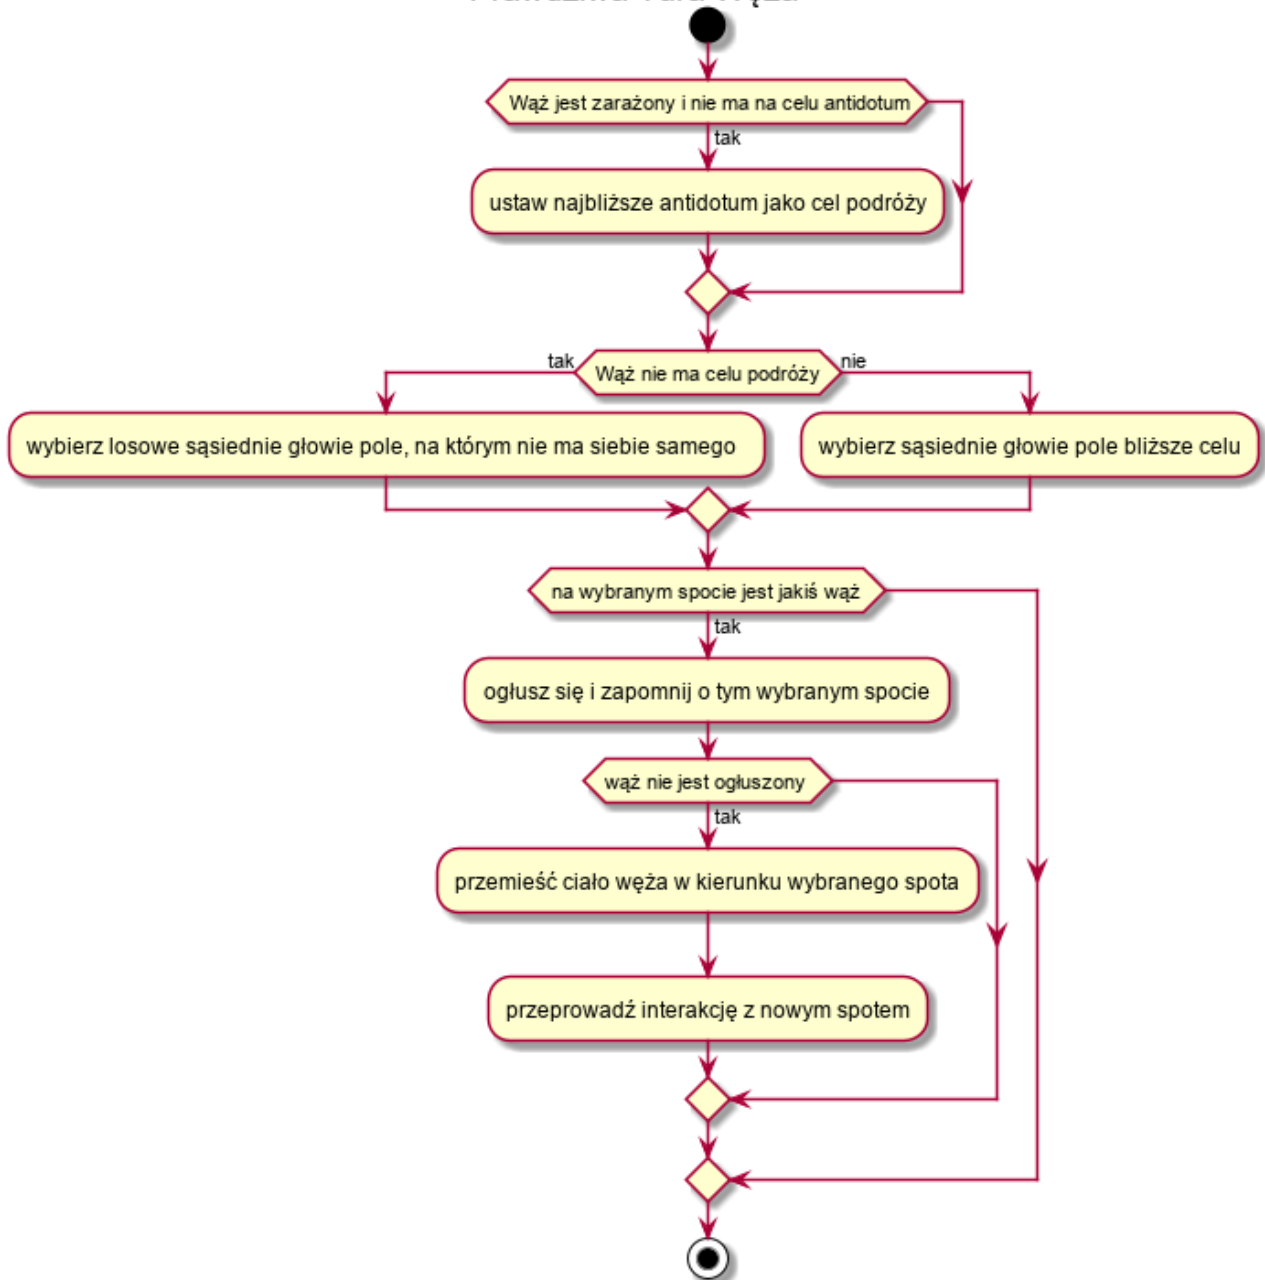 Wąż jest zarażony i nie ma na celu antidotum
tak
ustaw najbliższe antidotum jako cel podróży
tak
Wąż nie ma celu podróży
nie
wybierz losowe sąsiednie głowie pole, na którym nie ma siebie samego
wybierz sąsiednie głowie pole bliższe celu
na wybranym spocie jest jakiś wąż
tak
ogłusz się i zapomnij o tym wybranym spocie
wąż nie jest ogłuszony
tak
przemieść ciało węża w kierunku wybranego spota
przeprowadź interakcję z nowym spotem